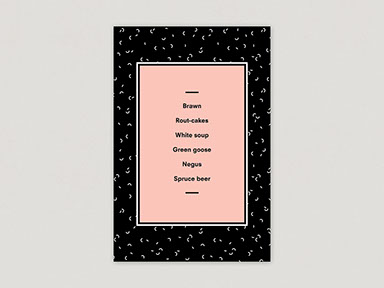 Brawn
Rout-cakes
White soup
Green goose
Negus
Spruce beer